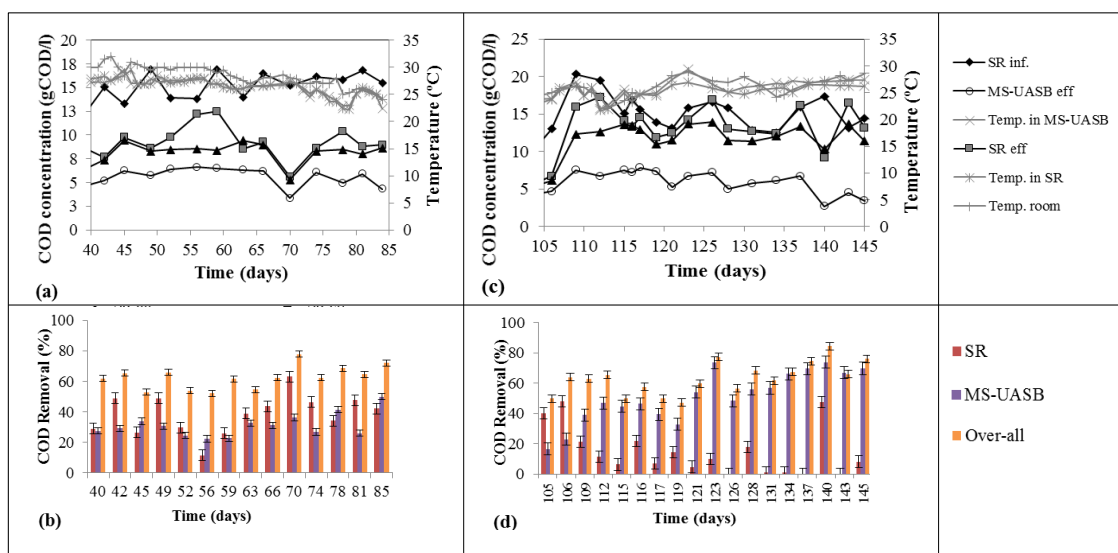 COD concentration (gCOD/l)
20
18
15
13
10
8
5
3
0
35
30
25
20
15
10
5
0
Temperature (ºC)
40 45 50 55 60 65 70 75 80 85
Time (days)
(a)
COD concentration (gCOD/l)
25
20
15
10
5
0
35
30
25
20
15
10
5
0
Temperature (ºC)
105 110 115 120 125 130 135 140 145
Time (days)
(c)
SR inf.
MS-UASB eff
Temp. in MS-UASB
SR eff
Temp. in SR
Temp. room
COD Removal (%)
100
80
60
40
20
0
40 42 45 49 52 56 59 63 66 70 74 78 81 85
Time (days)
(b)
COD Removal (%)
100
80
60
40
20
0
105 106 109 112 115 116 117 119 121 123 126 128 131 134 137 140 143 145
Time (days)
(d)
SR
MS-UASB
Over-all